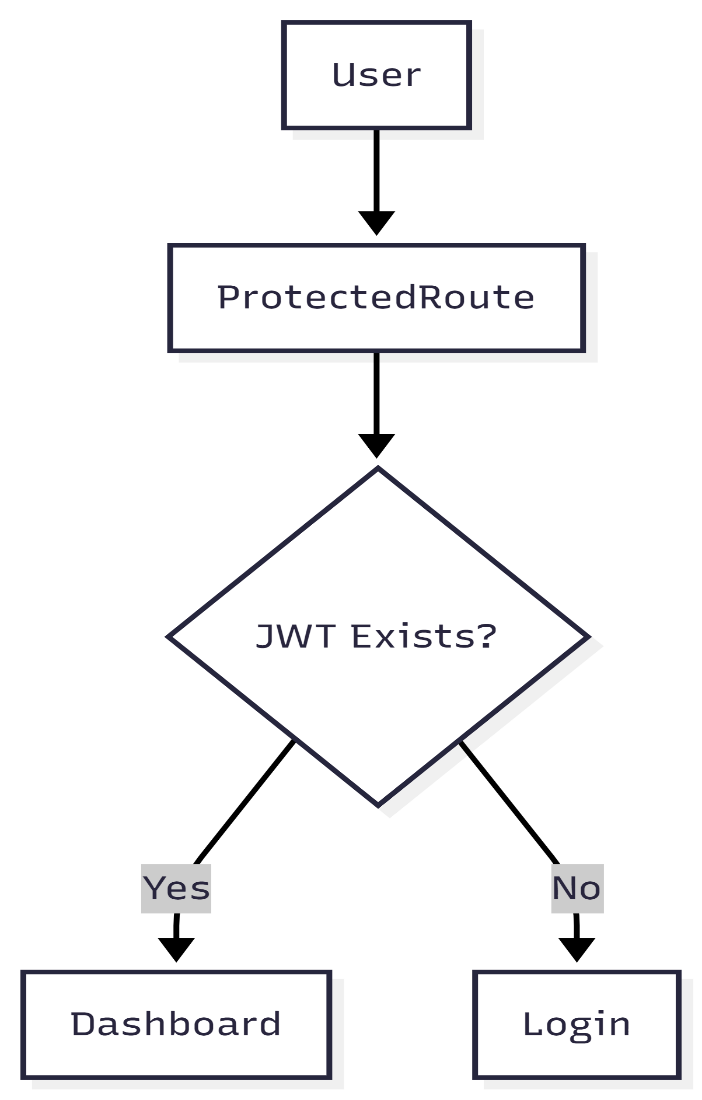 User
ProtectedRoute
JWT Exists?
Yes
No
Dashboard
Login